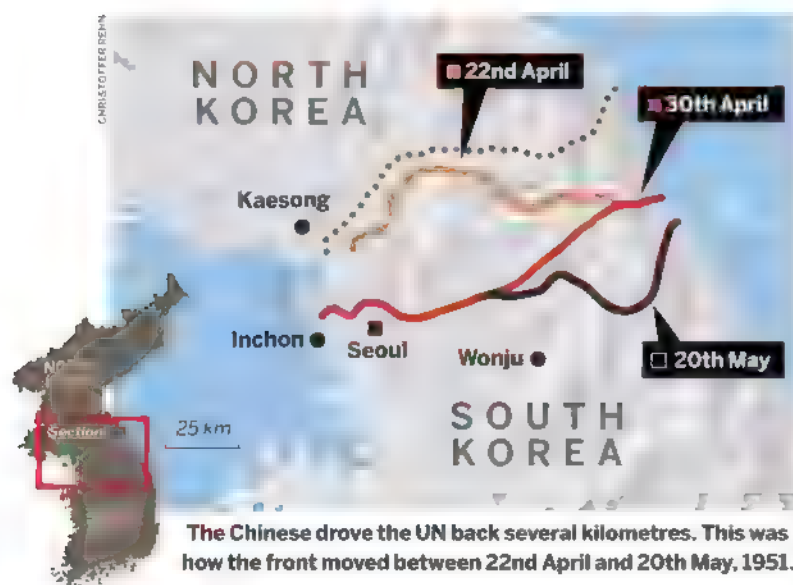 CHRISTOFFER REHN
NORTH
KOREA
22nd April
30th April
Kaesong
Inchon
Seoul
Wonju
20th May
Section
25 km
SOUTH
KOREA
The Chinese drove the UN back several kilometres. This was
how the front moved between 22nd April and 20th May, 1951.